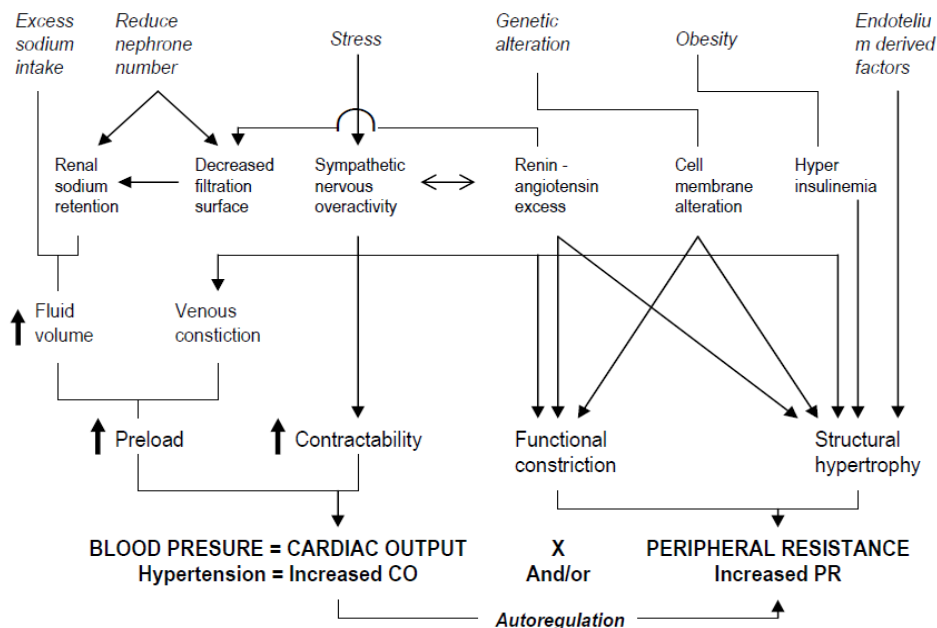 Excess
sodium
intake
Reduce
nephrone
number
Stress
Genetic
alteration
Obesity
Endoteliu
m derived
factors
Renal
sodium
retention
Decreased
filtration
surface
Sympathetic
nervous
overactivity
Renin -
angiotensin
excess
Cell
membrane
alteration
Hyper
insulinemia
Fluid
volume
Venous
constiction
Preload
Contractability
Functional
constriction
Structural
hypertrophy
BLOOD PRESURE = CARDIAC OUTPUT
Hypertension = Increased CO
X
And/or
PERIPHERAL RESISTANCE
Increased PR
Autoregulation